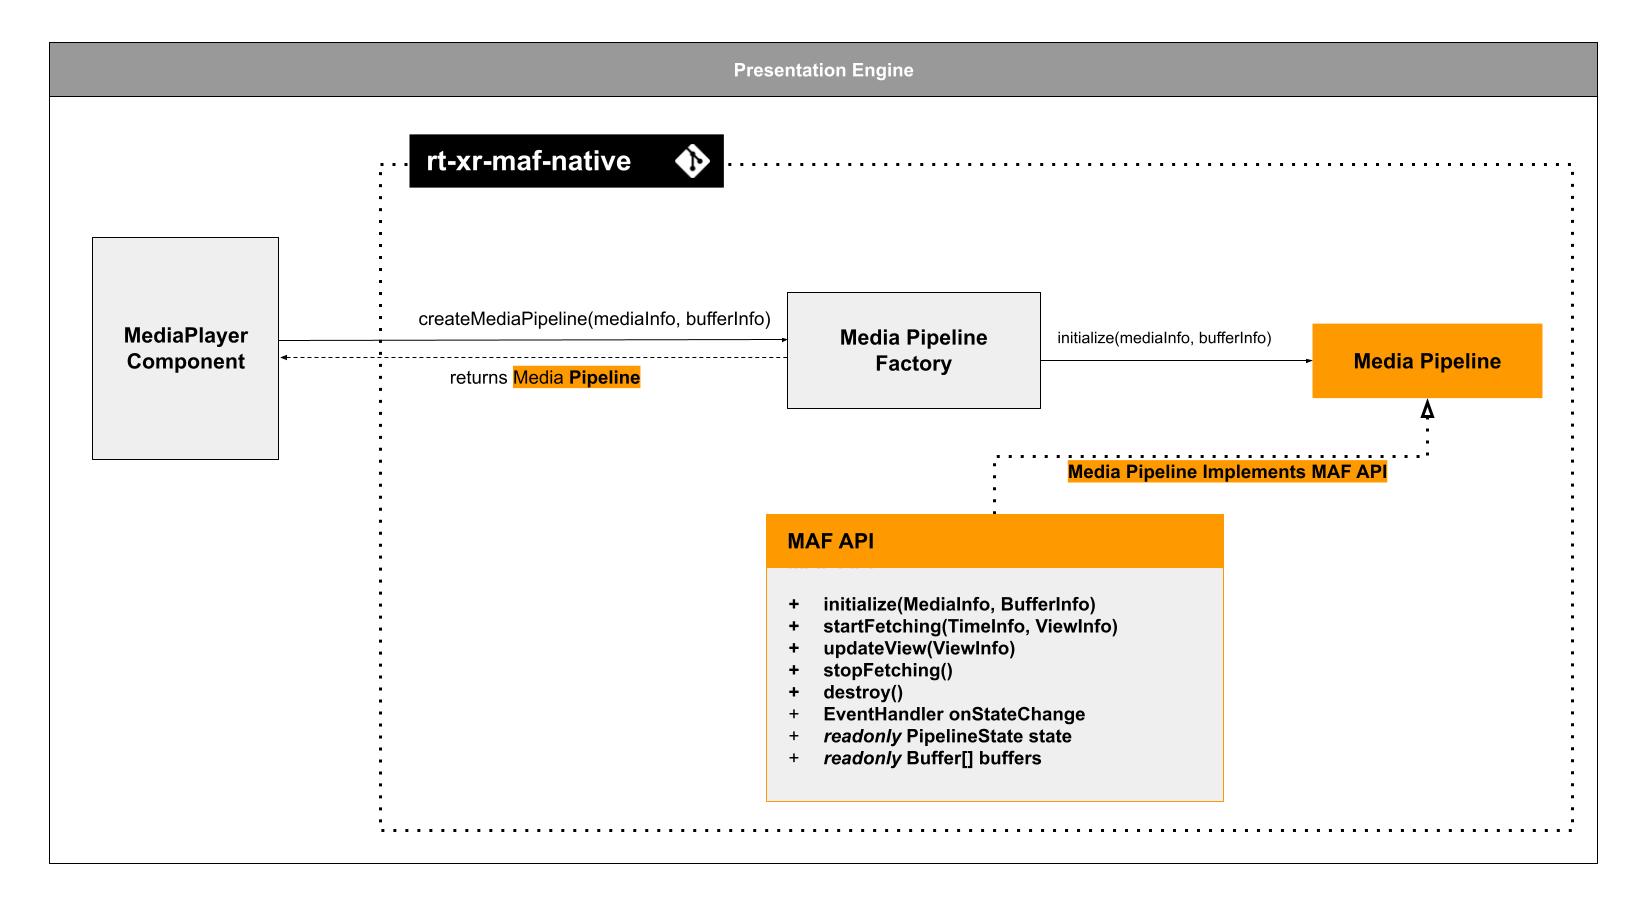 Presentation Engine
rt-xr-maf-native
MediaPlayer
Component
createMediaPipeline(mediaInfo, bufferInfo)
returns Media Pipeline
Media Pipeline
Factory
initialize(mediaInfo, bufferInfo)
Media Pipeline
Media Pipeline Implements MAF API
MAF API
+ initialize(MediaInfo, BufferInfo)
+ startFetching(TimeInfo, ViewInfo)
+ updateView(ViewInfo)
+ stopFetching()
+ destroy()
+ EventHandler onStateChange
+ readonly PipelineState state
+ readonly Buffer[] buffers